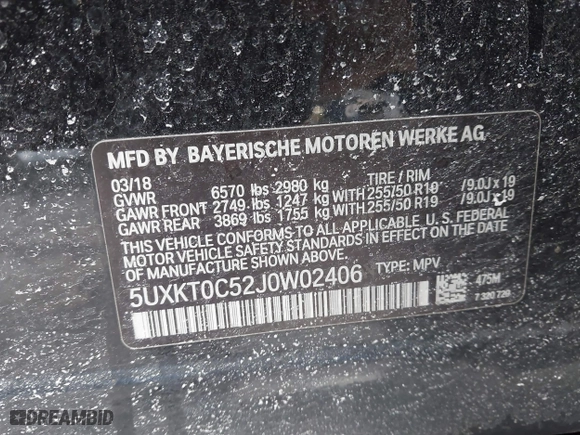 MFD BY BAYERISCHE MOTOREN WERKE AG
03/18 TIRE / RIM
GVWR 6570 lbs 2980 kg
GAWR FRONT 2749 lbs 1247 kg WITH 255/50 R19 /9.0J x 19
GAWR REAR 3869 lbs 1755 kg WITH 255/50 R19 /9.0J x 19
THIS VEHICLE CONFORMS TO ALL APPLICABLE U.S. FEDERAL
MOTOR VEHICLE SAFETY STANDARDS IN EFFECT ON THE DATE
OF MANUFACTURE SHOWN ABOVE.
5UXKT0C52J0W02406 TYPE: MPV
475M
7 320 729
DREAMBID